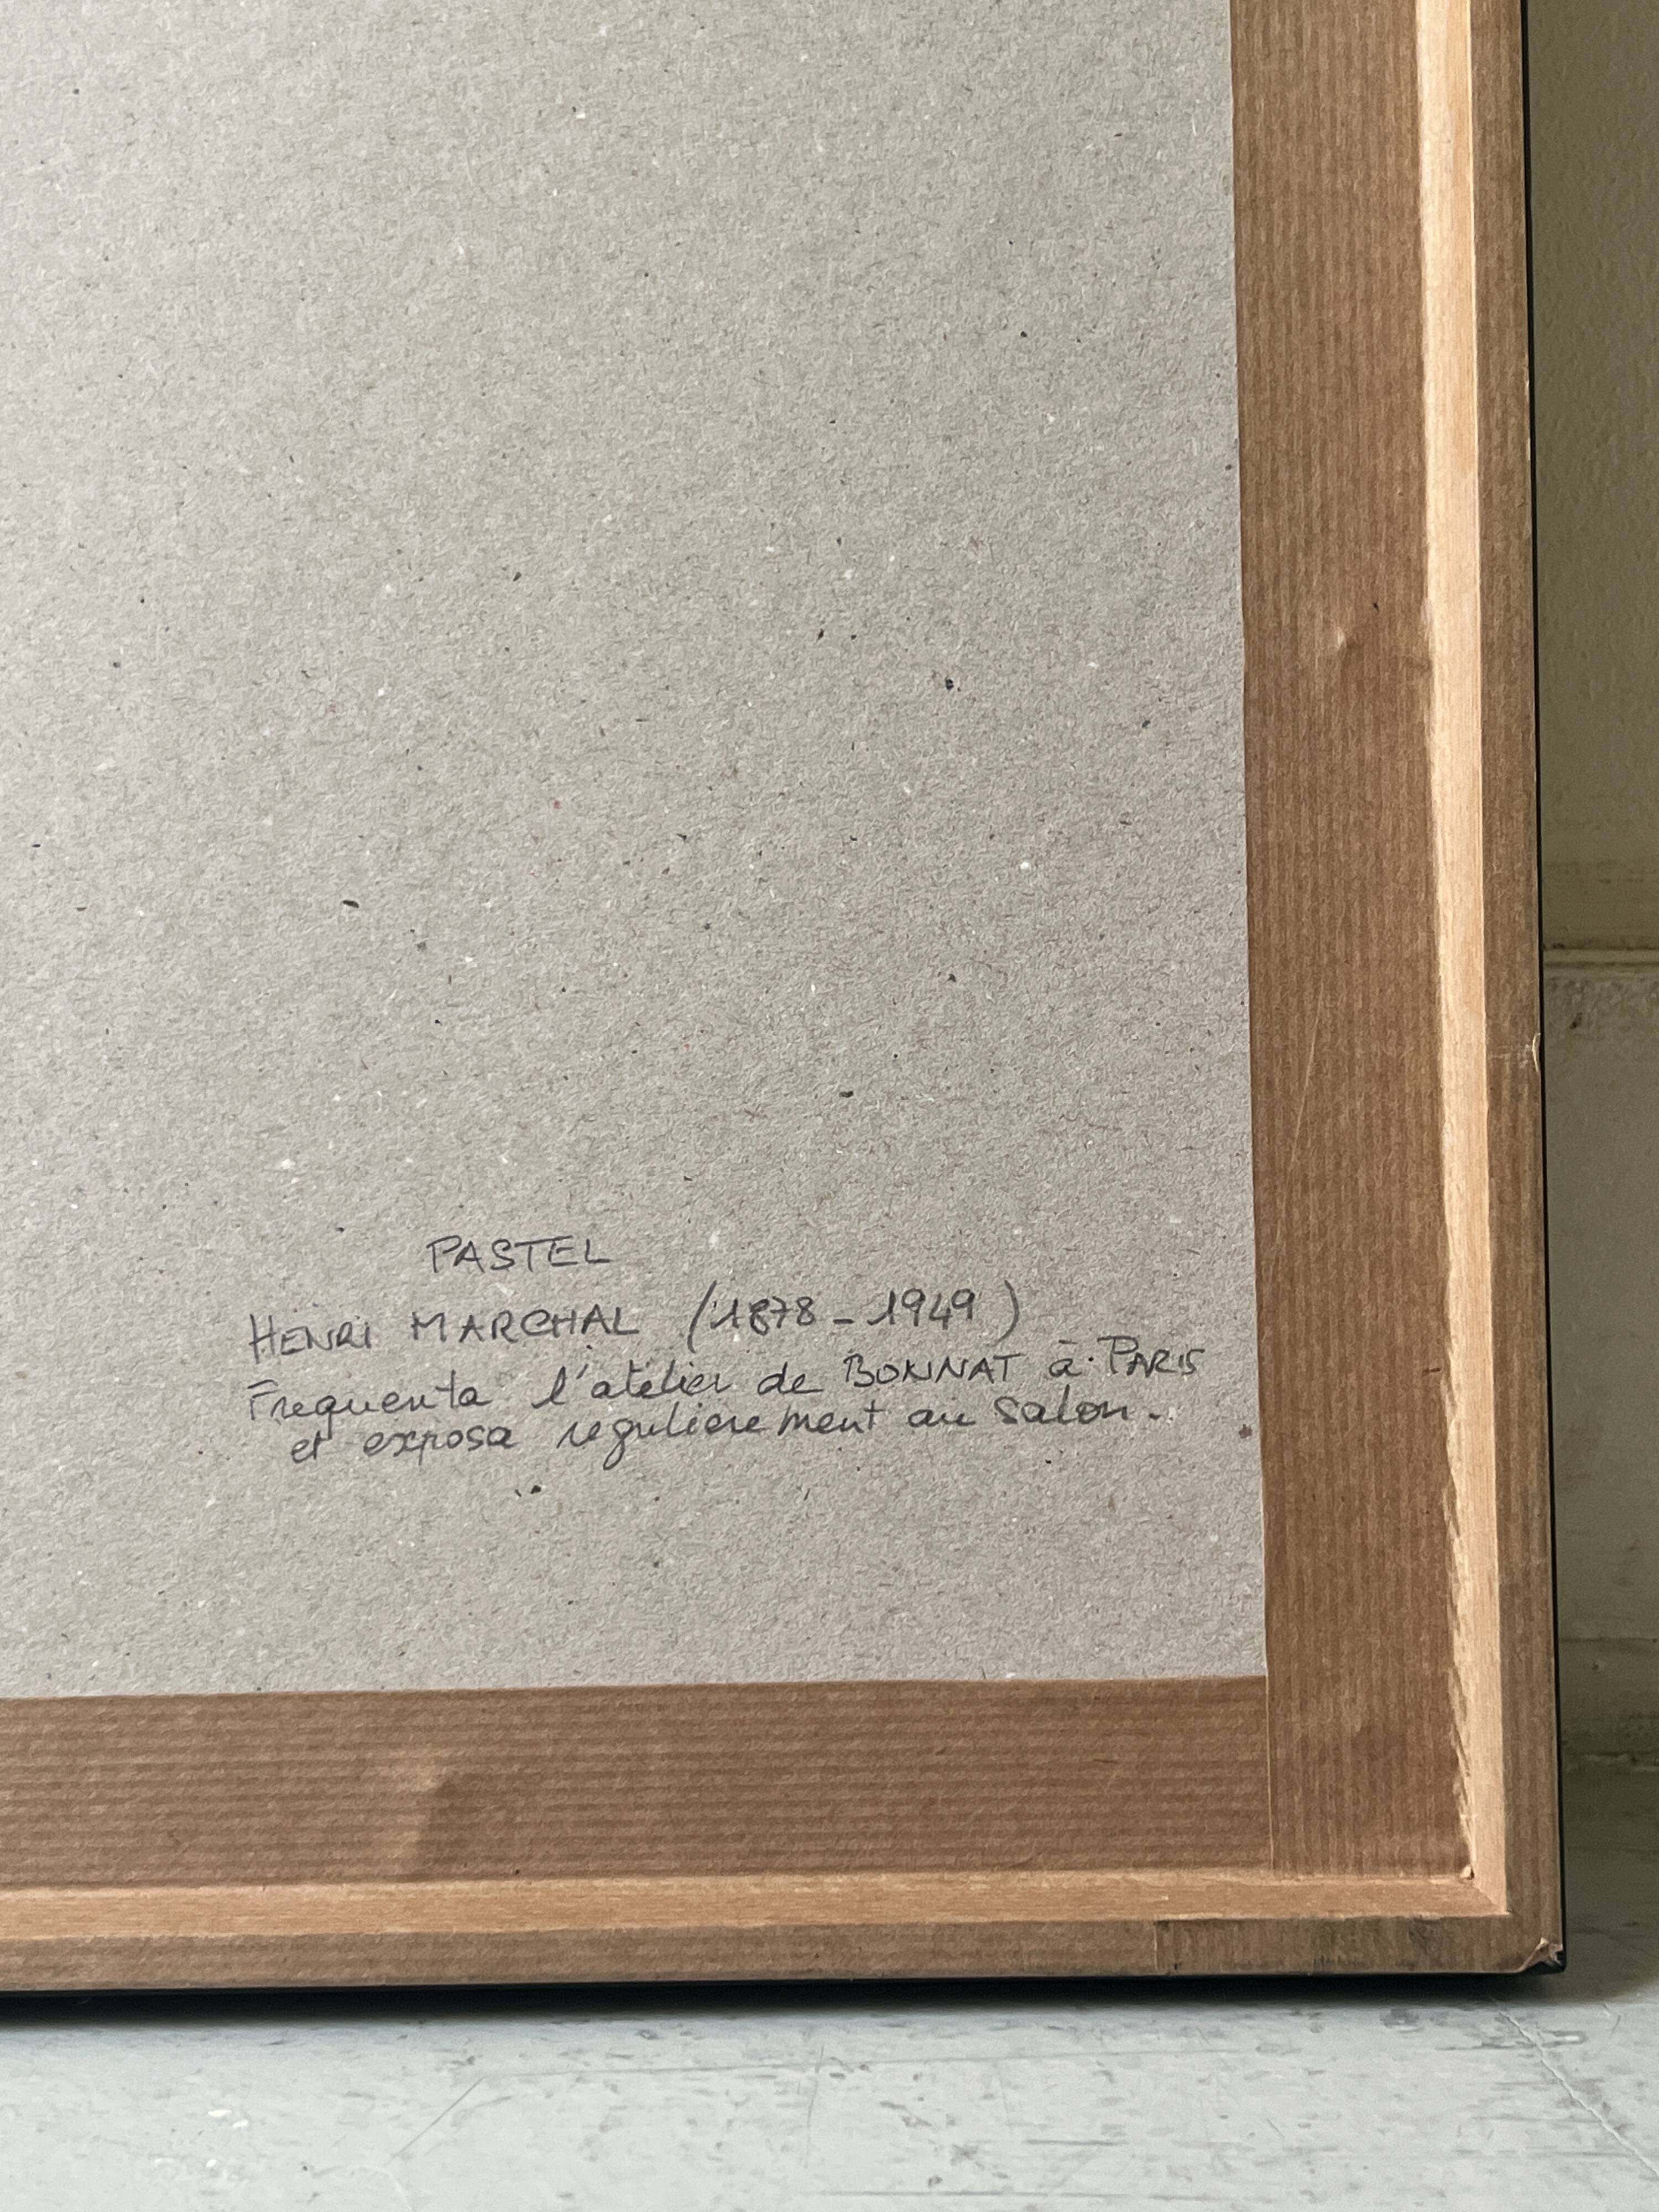 PASTEL
HENRI MARCHAL (1878-1949)
Frequenta l'atelier de BONNAT à PARIS
et exposa regulierement au Salon.